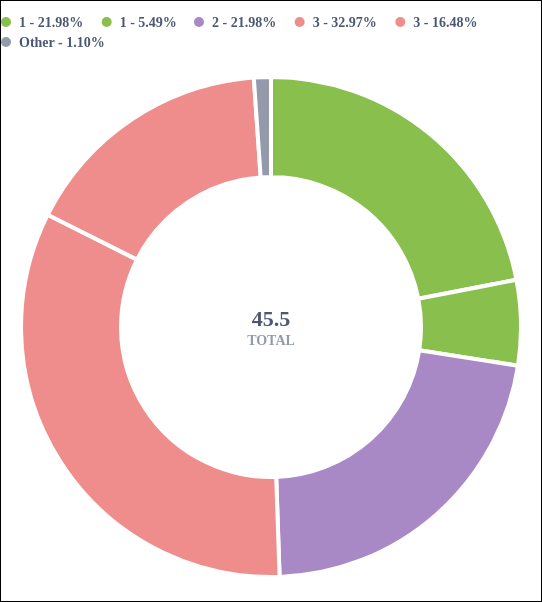 1 - 21.98% 1 - 5.49% 2 - 21.98% 3 - 32.97% 3 - 16.48%
Other - 1.10%
45.5
TOTAL